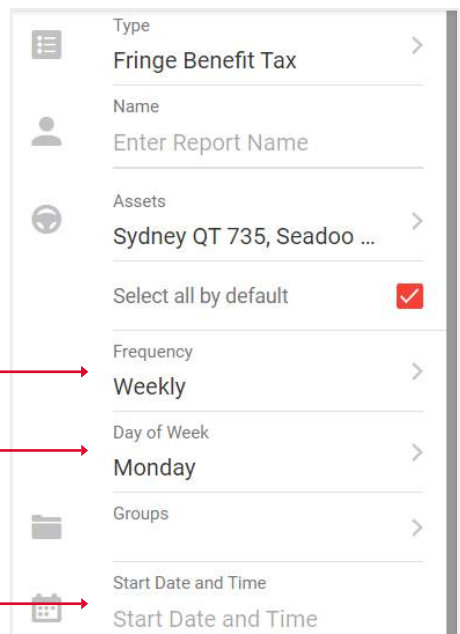 Type
Fringe Benefit Tax
Name
Enter Report Name
Assets
Sydney QT 735, Seadoo ...
Select all by default
Frequency
Weekly
Day of Week
Monday
Groups
Start Date and Time
Start Date and Time